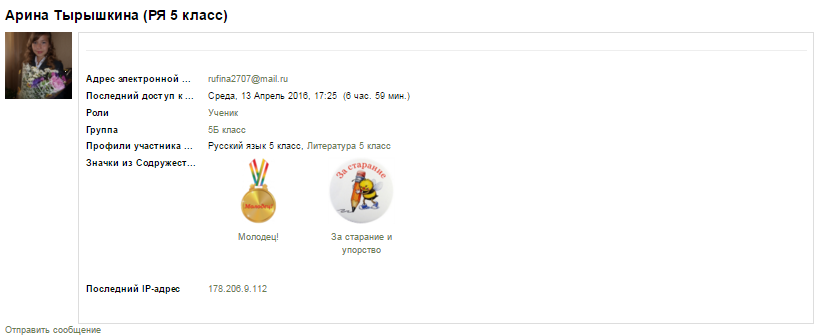 Арина Тырышкина (РЯ 5 класс)
Адрес электронной ... rufina2707@mail.ru
Последний доступ к ... Среда, 13 Апрель 2016, 17:25 (6 час. 59 мин.)
Роли Ученик
Группа 5Б класс
Профили участника ... Русский язык 5 класс, Литература 5 класс
Значки из Содружест...
За старание
Молодец!
Молодец! За старание и
упорство
Последний IP-адрес 178.206.9.112
Отправить сообщение